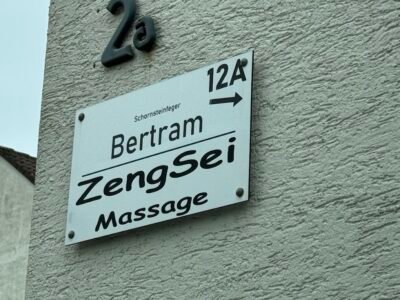 2a
12A
→
Schornsteinfeger
Bertram
ZengSei
Massage